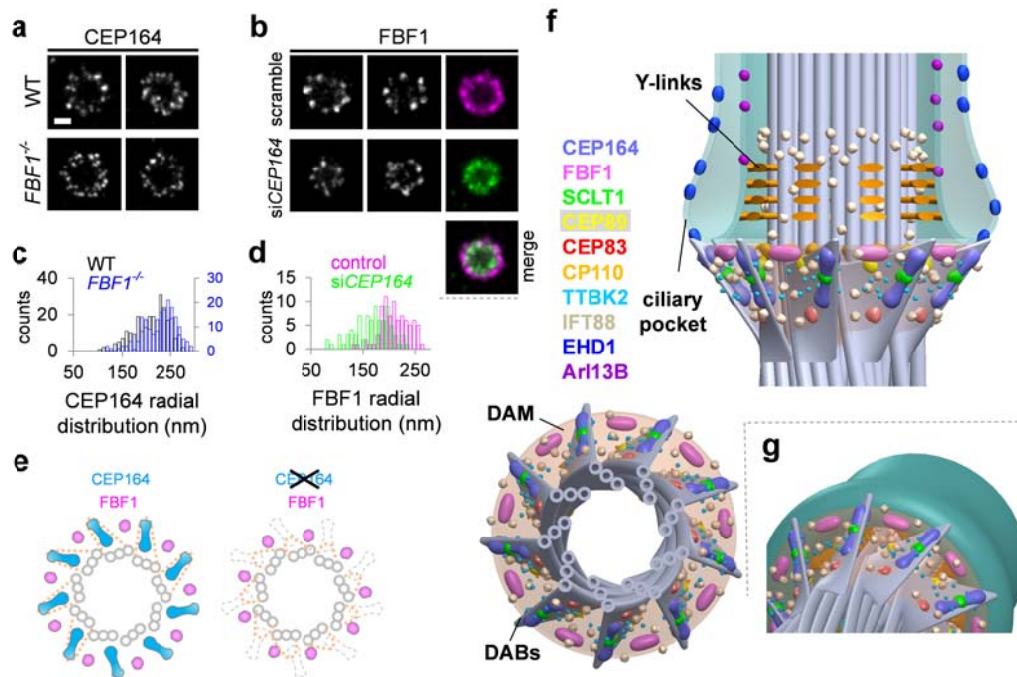 a
CEP164
WT
FBF1-/-
b
FBF1
scramble
siCEP164
merge
c
WT
FBF1-/-
counts
40
20
0
30
20
10
0
50
150
250
CEP164 radial
distribution (nm)
d
control
siCEP164
counts
15
10
5
0
50
150
250
FBF1 radial
distribution (nm)
e
CEP164
FBF1
CEP164
FBF1
f
Y-links
CEP164
FBF1
SCLT1
CEP89
CEP83
CP110
TTBK2
IFT88
EHD1
Arl13B
ciliary
pocket
DAM
DABs
g